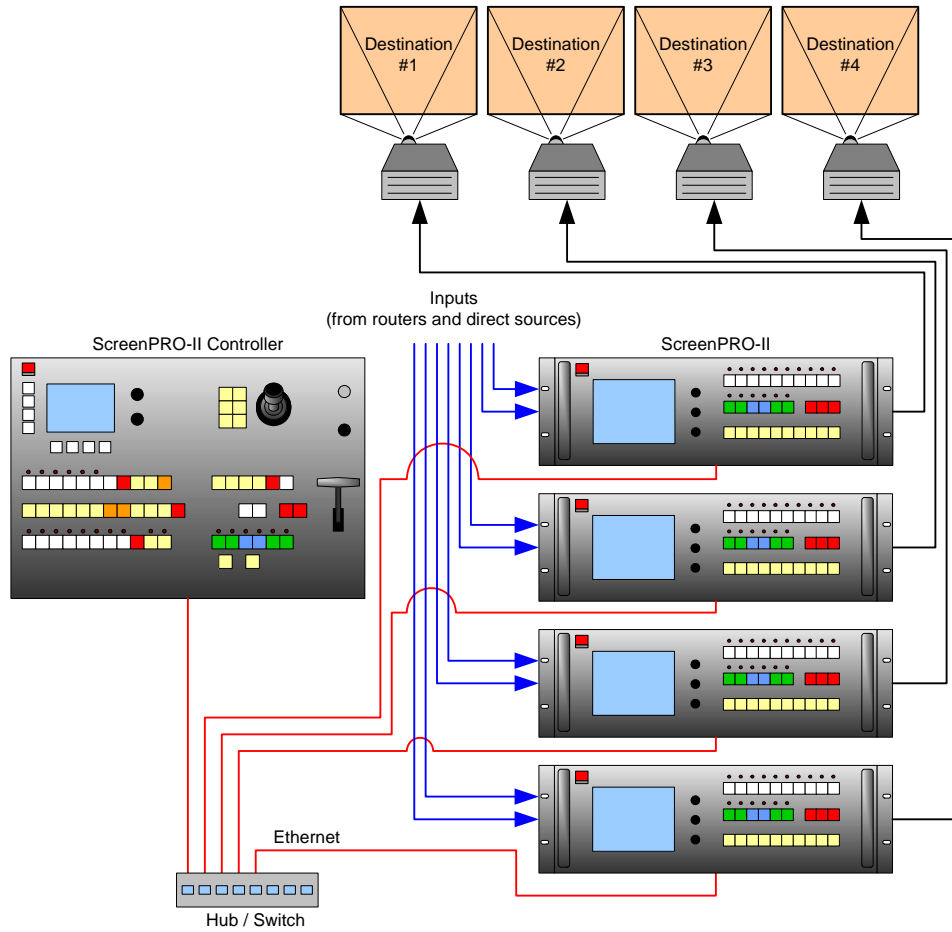 Destination
#1
Destination
#2
Destination
#3
Destination
#4
Inputs
(from routers and direct sources)
ScreenPRO-II Controller
ScreenPRO-II
Ethernet
Hub / Switch